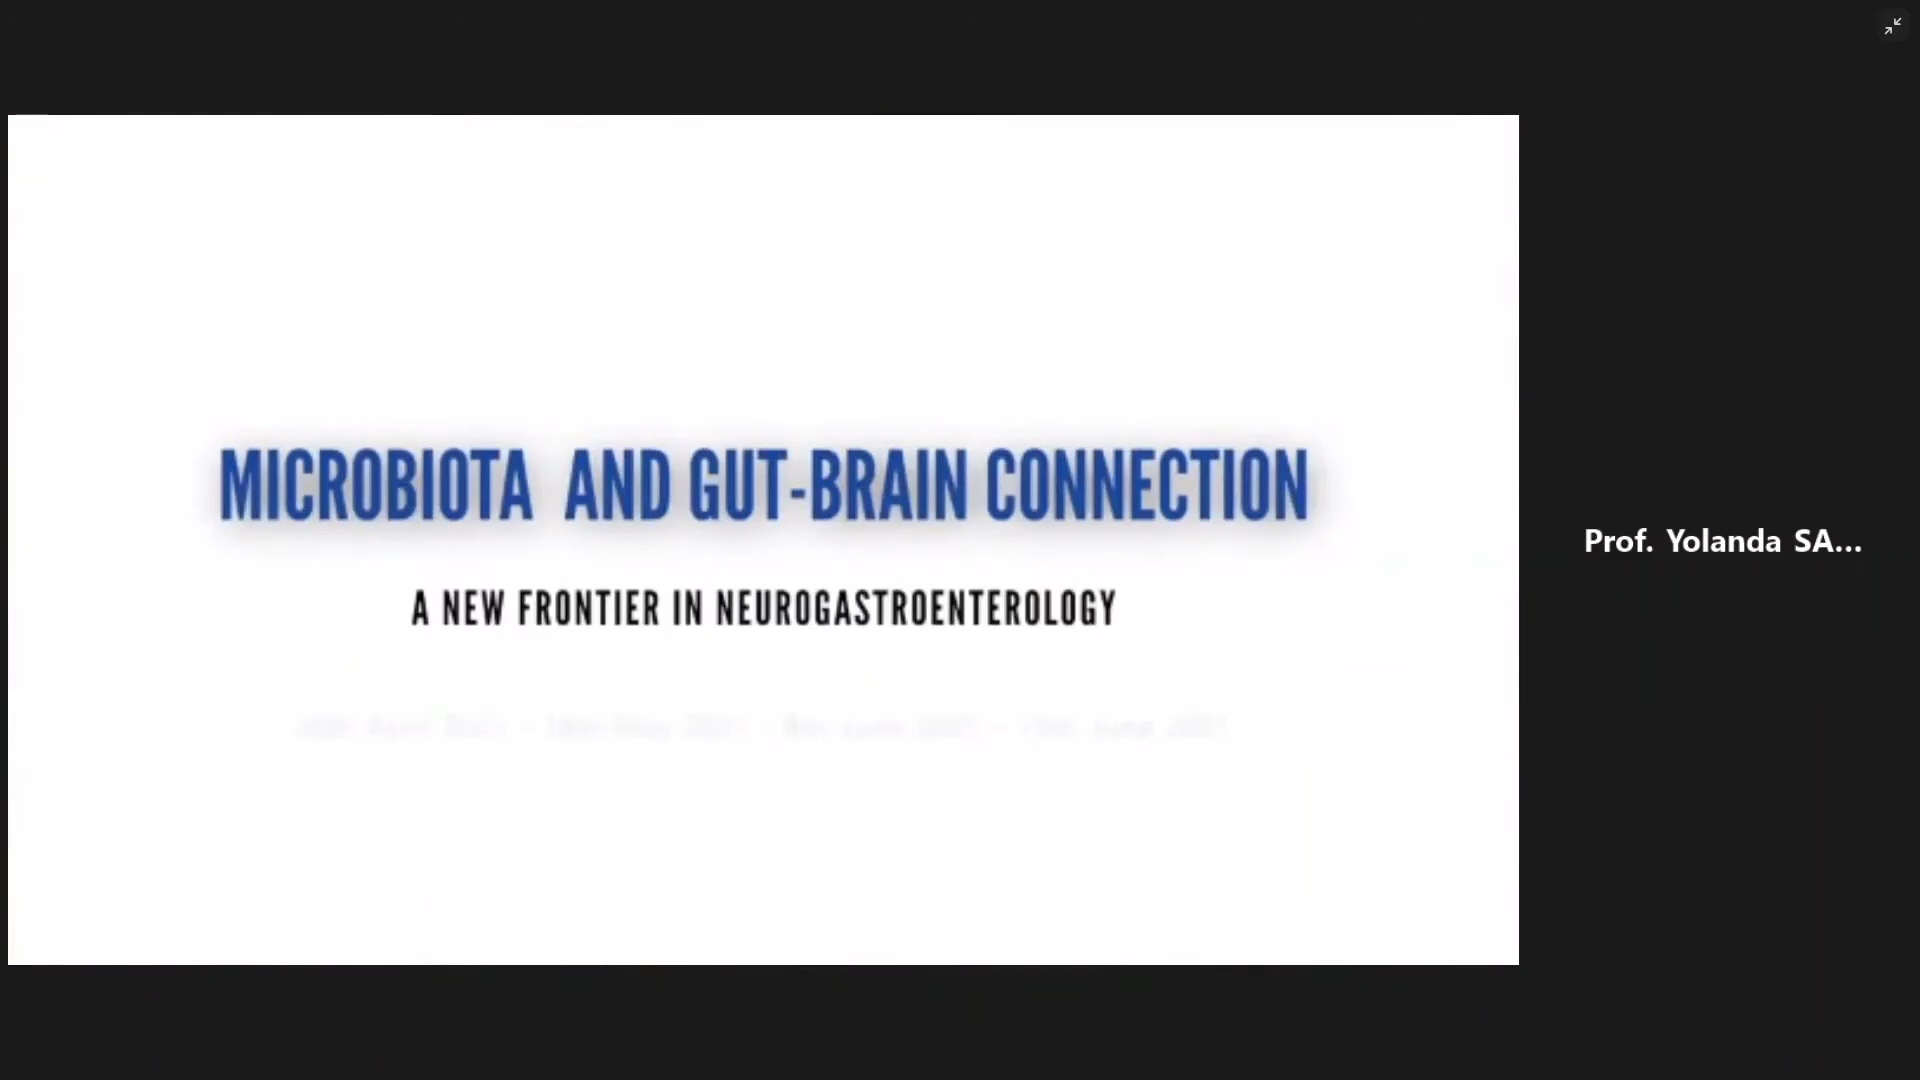 MICROBIOTA AND GUT-BRAIN CONNECTION
A NEW FRONTIER IN NEUROGASTROENTEROLOGY
Prof. Yolanda SA...